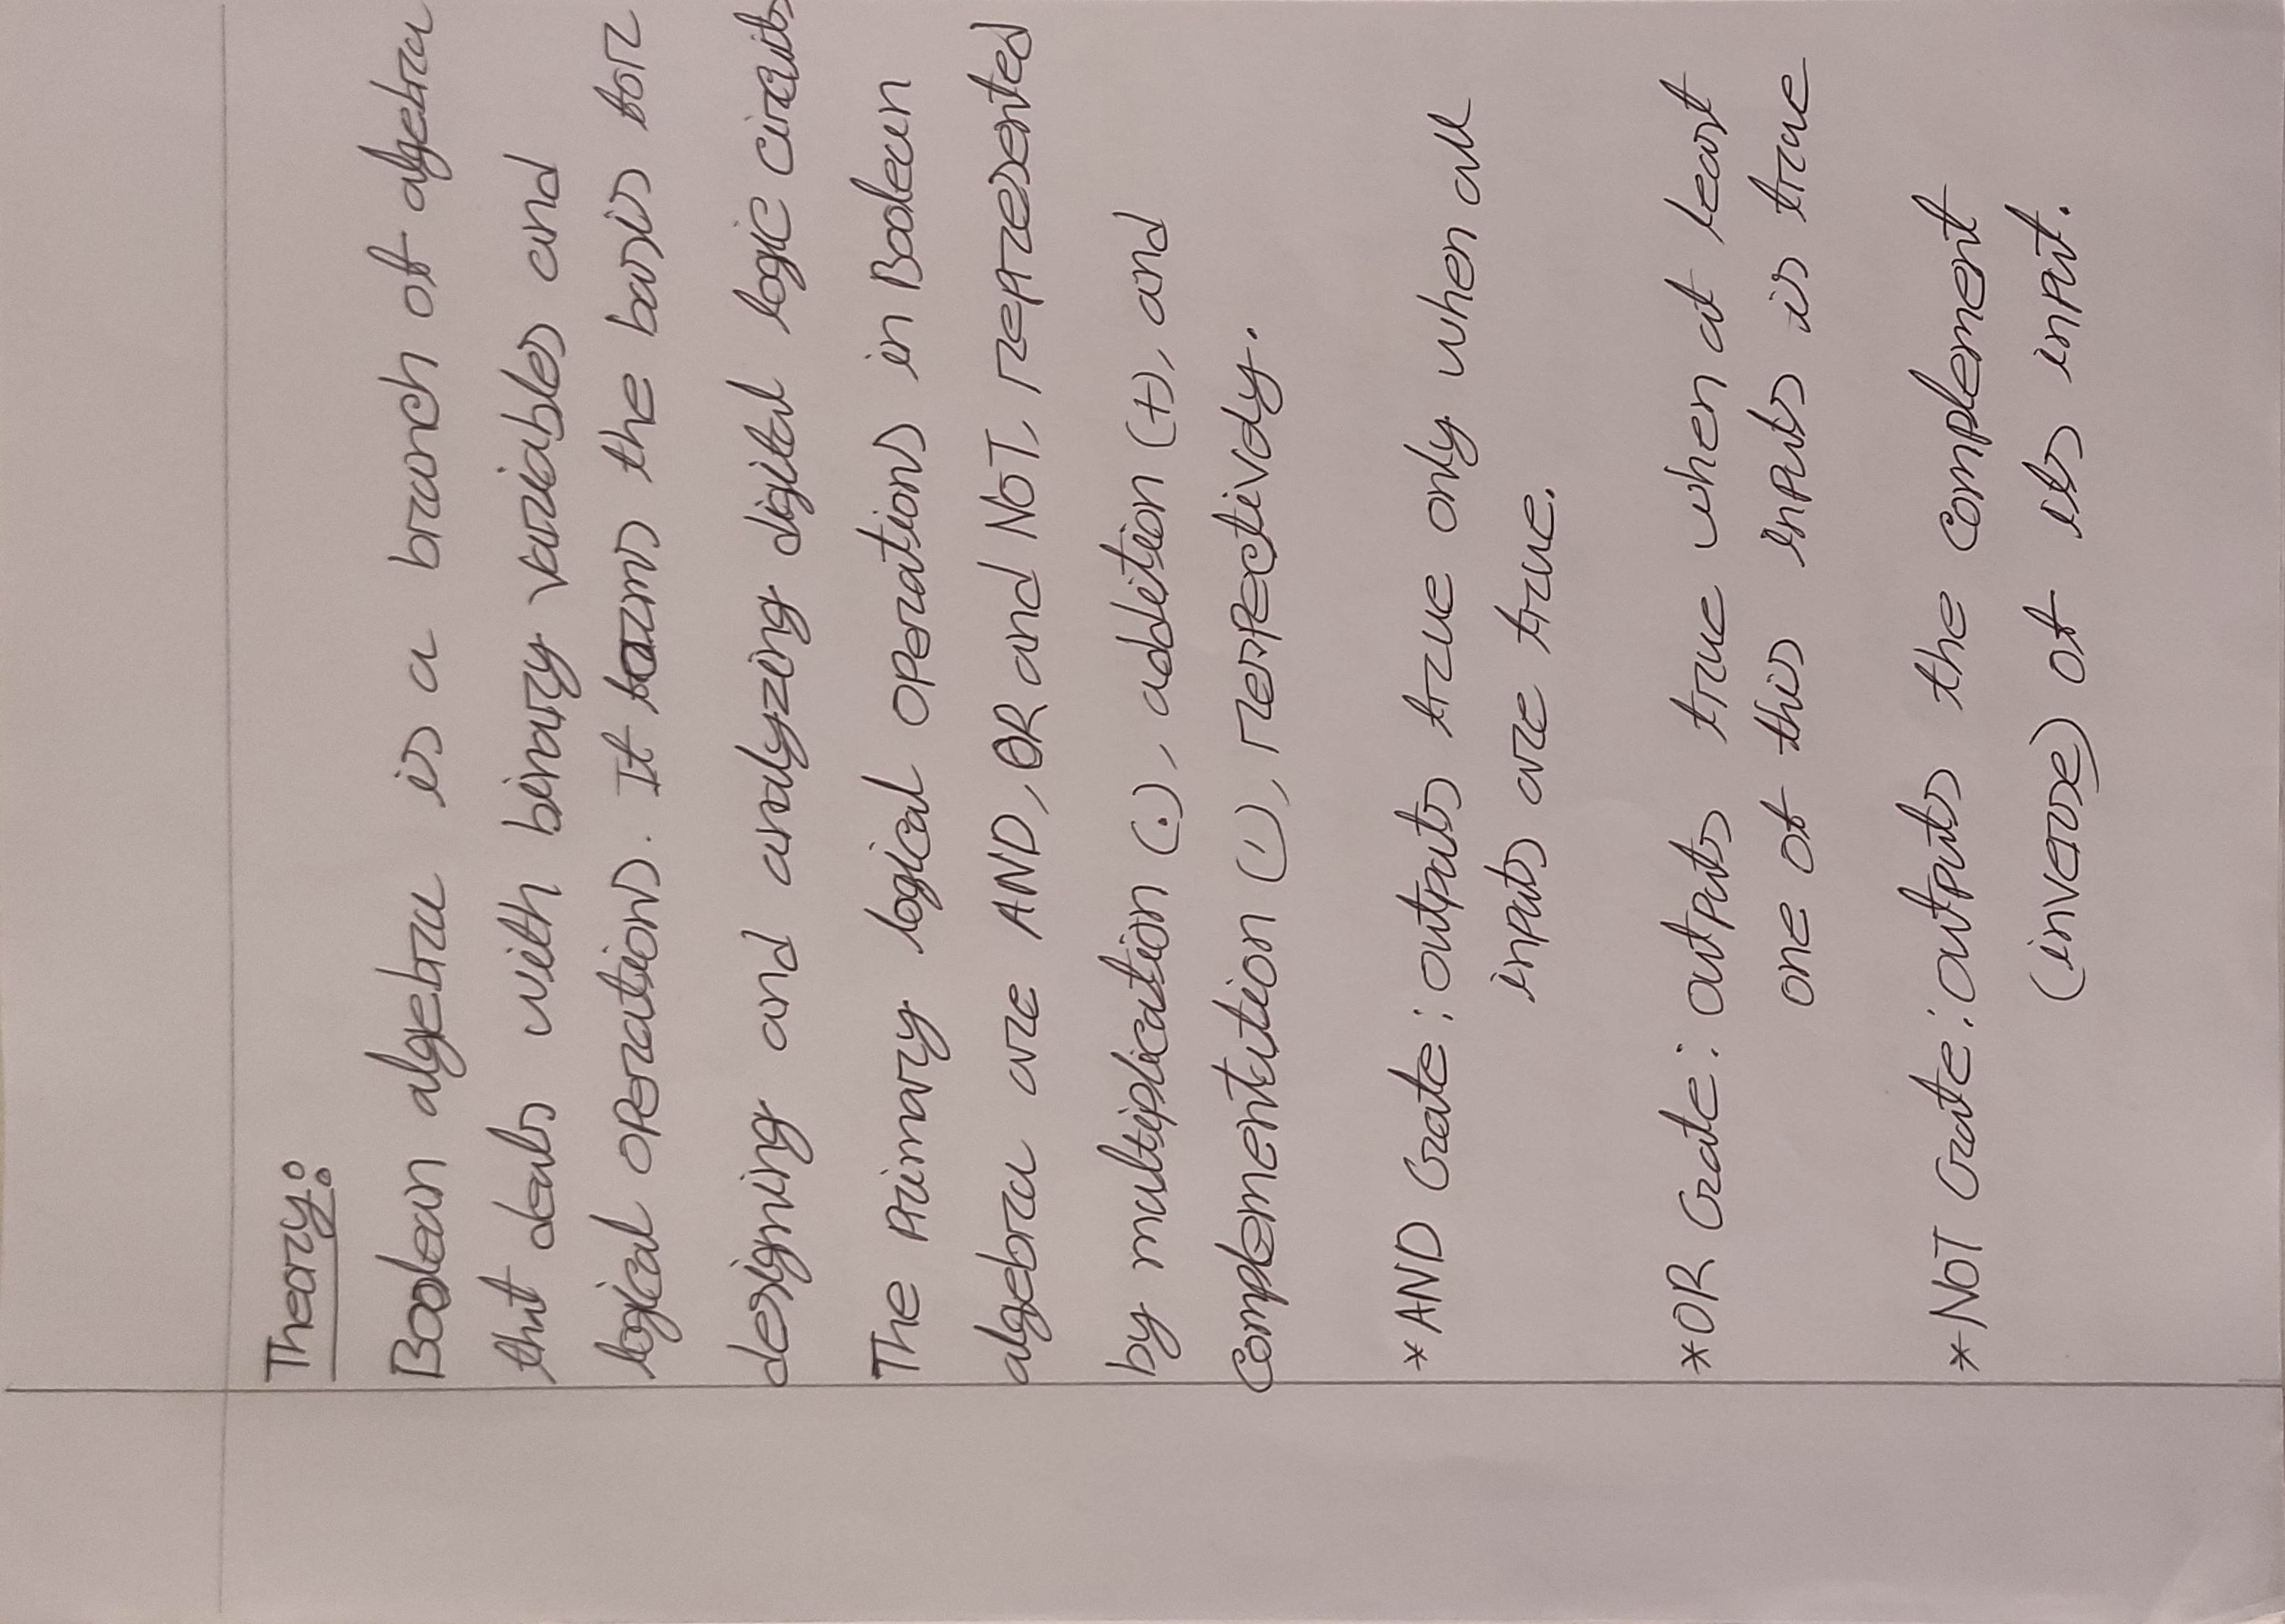 Theory:
Boolean algebra is a branch of algebra
that deals with binary variables and
logical operations. It forms the basis for
designing and analyzing digital logic circuits
The primary logical operations in Boolean
algebra are AND, OR and NOT, represented
by multiplication (.), addition (+), and
complementation ('), respectively.
*AND Gate: outputs true only when all
inputs are true.
*OR Gate: outputs true when at least
one of this inputs is true
*NOT Gate: outputs the complement
(inverse) of its input.